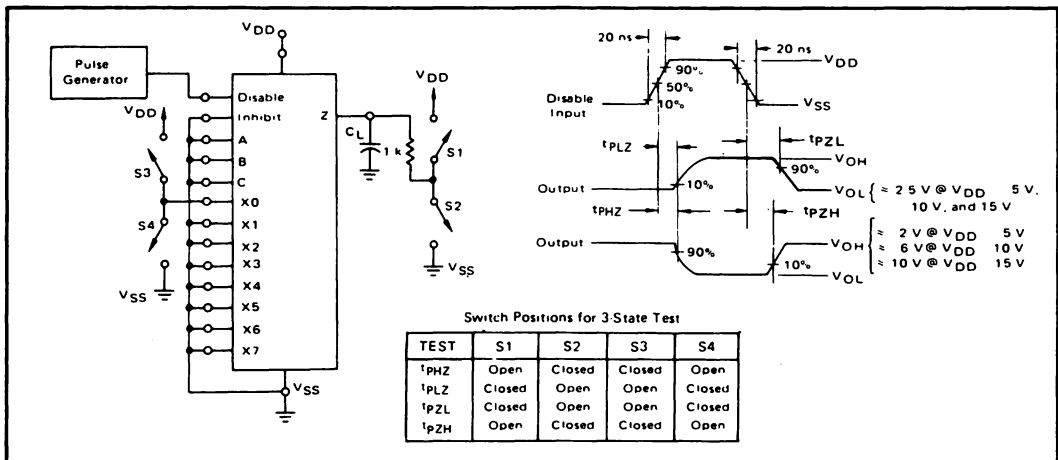 Pulse
Generator
VDD
VDD
Disable
Inhibit
A
B
C
X0
X1
X2
X3
X4
X5
X6
X7
Z
CL
1 k
VDD
S1
S2
VSS
S3
S4
VSS
VSS
20 ns
20 ns
90%
50%
10%
VDD
VSS
Disable
Input
tPLZ
tPZL
VOH
90%
Output
10%
VOL { ≈ 2 5 V @ VDD 5 V,
10 V, and 15 V
tPHZ
tPZH
Output
90%
10%
VOH
VOL
≈ 2 V @ VDD 5 V
≈ 6 V @ VDD 10 V
≈ 10 V @ VDD 15 V
Switch Positions for 3-State Test
TEST S1 S2 S3 S4
tPHZ Open Closed Closed Open
tPLZ Closed Open Open Closed
tPZL Closed Open Open Closed
tPZH Open Closed Closed Open